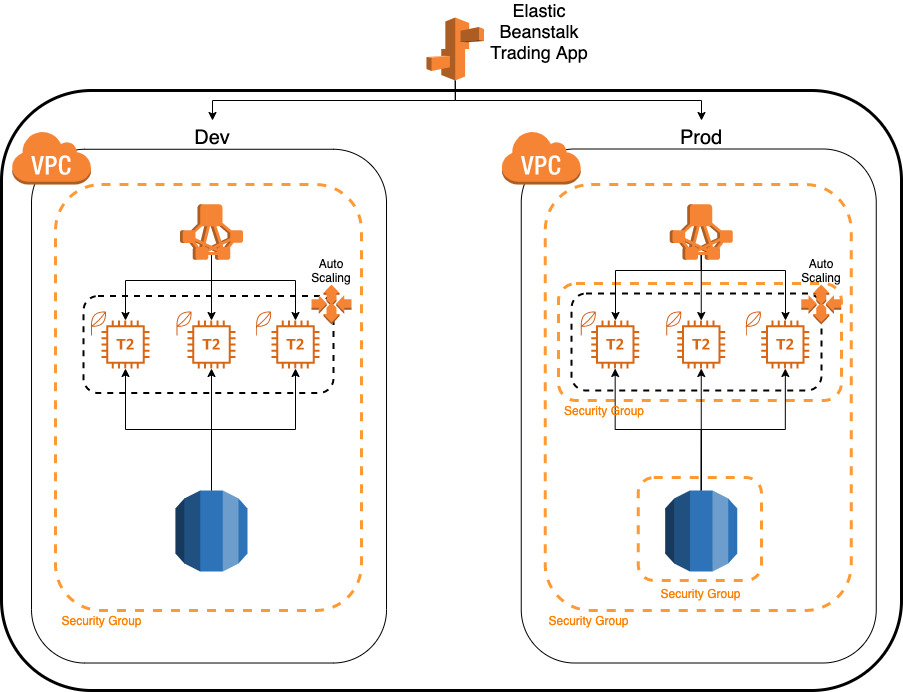 Elastic
Beanstalk
Trading App
Dev
Prod
VPC
VPC
Auto
Scaling
Auto
Scaling
T2
T2
T2
T2
T2
T2
Security Group
Security Group
Security Group
Security Group